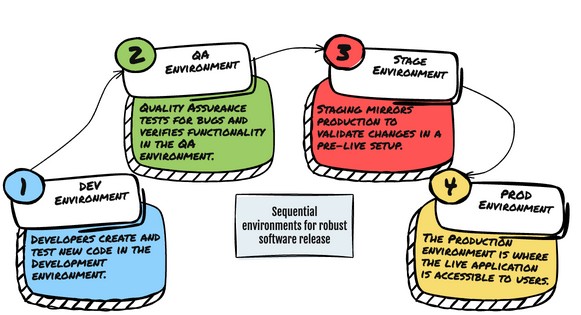 1
DEV
ENVIRONMENT
DEVELOPERS CREATE AND
TEST NEW CODE IN THE
DEVELOPMENT
ENVIRONMENT.
2
QA
ENVIRONMENT
QUALITY ASSURANCE
TESTS FOR BUGS AND
VERIFIES FUNCTIONALITY
IN THE QA
ENVIRONMENT.
3
STAGE
ENVIRONMENT
STAGING MIRRORS
PRODUCTION TO
VALIDATE CHANGES IN A
PRE-LIVE SETUP.
4
PROD
ENVIRONMENT
THE PRODUCTION
ENVIRONMENT IS WHERE
THE LIVE APPLICATION
IS ACCESSIBLE TO USERS.
Sequential
environments for robust
software release